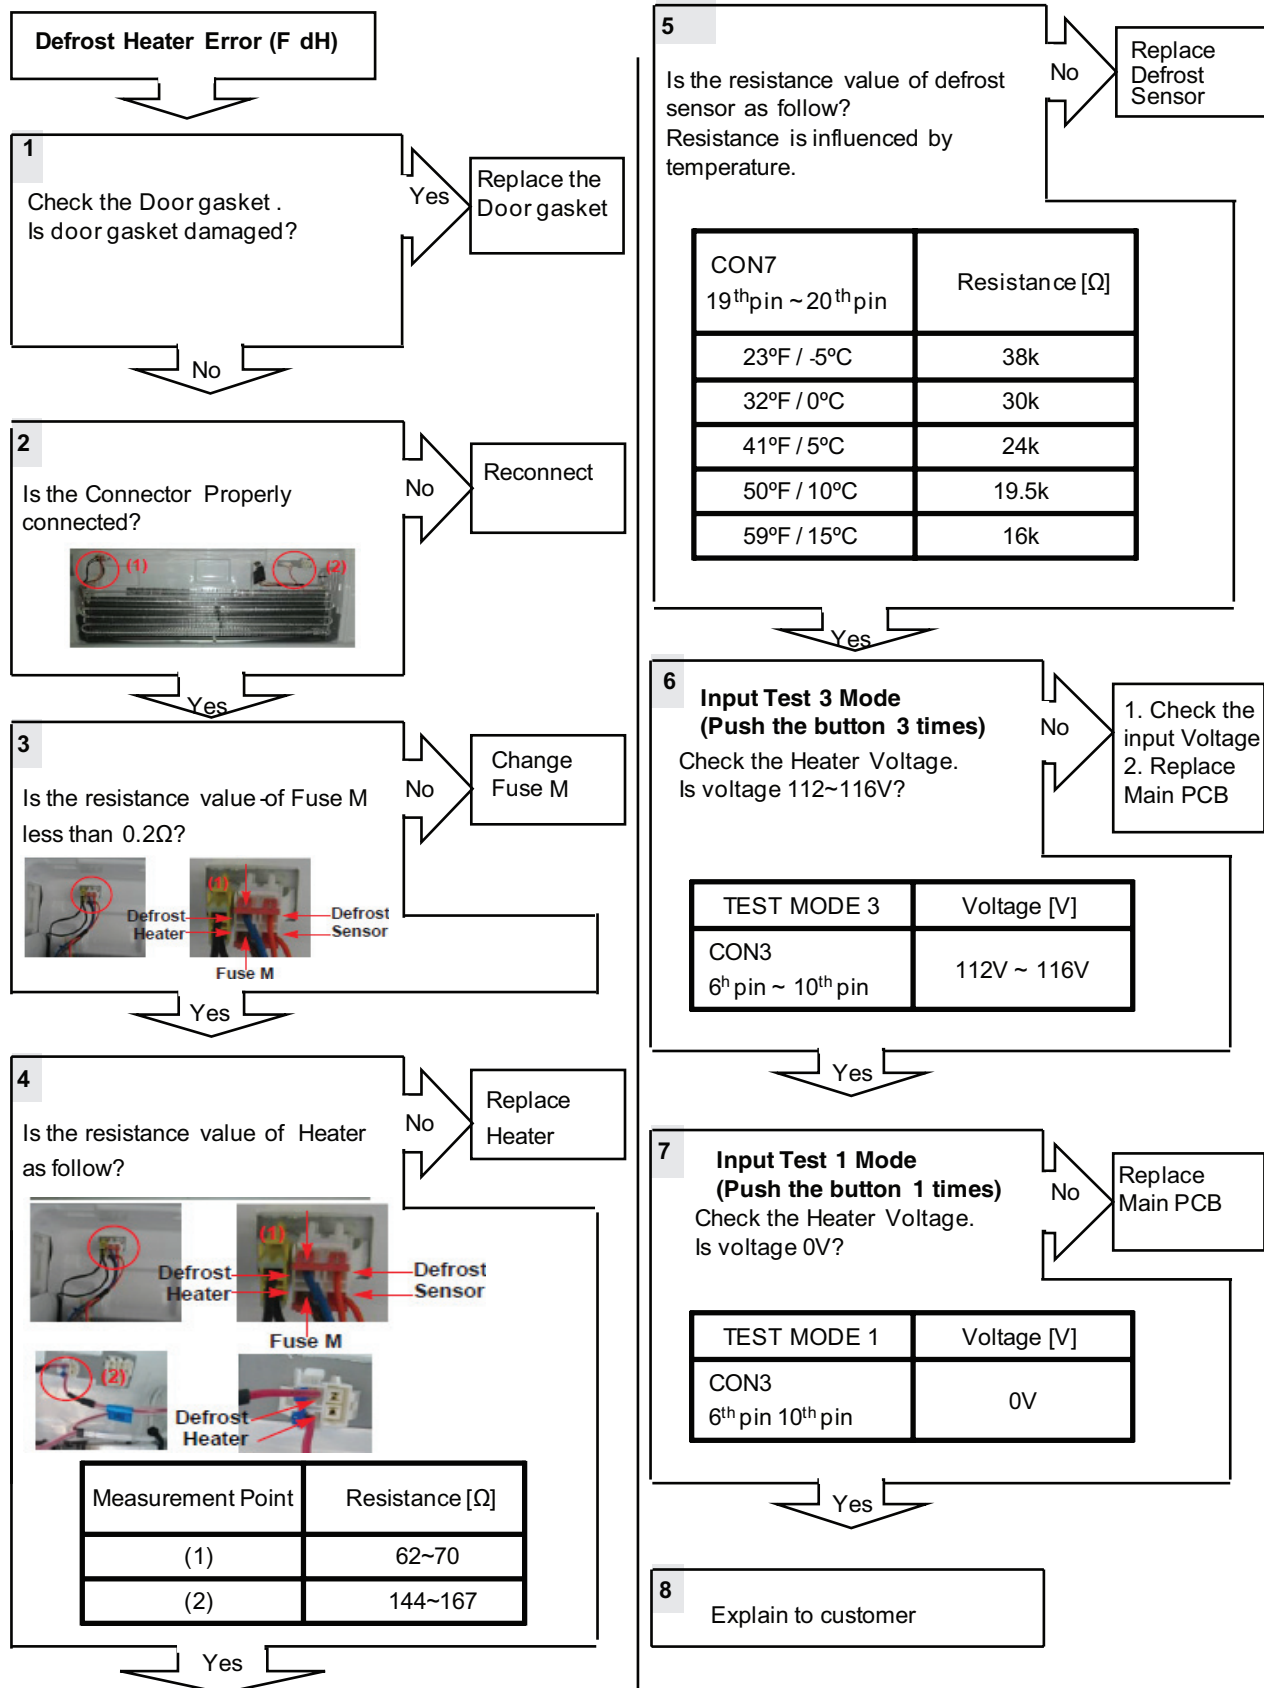 Defrost Heater Error (F dH)
1
Check the Door gasket .
Is door gasket damaged?
Yes
Replace the
Door gasket
No
2
Is the Connector Properly
connected?
(1)
(2)
No
Reconnect
Yes
3
Is the resistance value of Fuse M
less than 0.2Ω?
No
Change
Fuse M
(1)
Defrost
Heater
Defrost
Sensor
Fuse M
Yes
4
Is the resistance value of Heater
as follow?
No
Replace
Heater
(1)
Defrost
Heater
Defrost
Sensor
Fuse M
(2)
Defrost
Heater
Measurement Point Resistance [Ω]
(1) 62~70
(2) 144~167
Yes
5
Is the resistance value of defrost
sensor as follow?
Resistance is influenced by
temperature.
No
Replace
Defrost
Sensor
CON7
19th pin ~ 20th pin
Resistance [Ω]
23ºF / -5ºC 38k
32ºF / 0ºC 30k
41ºF / 5ºC 24k
50ºF / 10ºC 19.5k
59ºF / 15ºC 16k
Yes
6
Input Test 3 Mode
(Push the button 3 times)
Check the Heater Voltage.
Is voltage 112~116V?
No
1. Check the
input Voltage
2. Replace
Main PCB
TEST MODE 3 Voltage [V]
CON3
6h pin ~ 10th pin
112V ~ 116V
Yes
7
Input Test 1 Mode
(Push the button 1 times)
Check the Heater Voltage.
Is voltage 0V?
No
Replace
Main PCB
TEST MODE 1 Voltage [V]
CON3
6th pin 10th pin
0V
Yes
8
Explain to customer